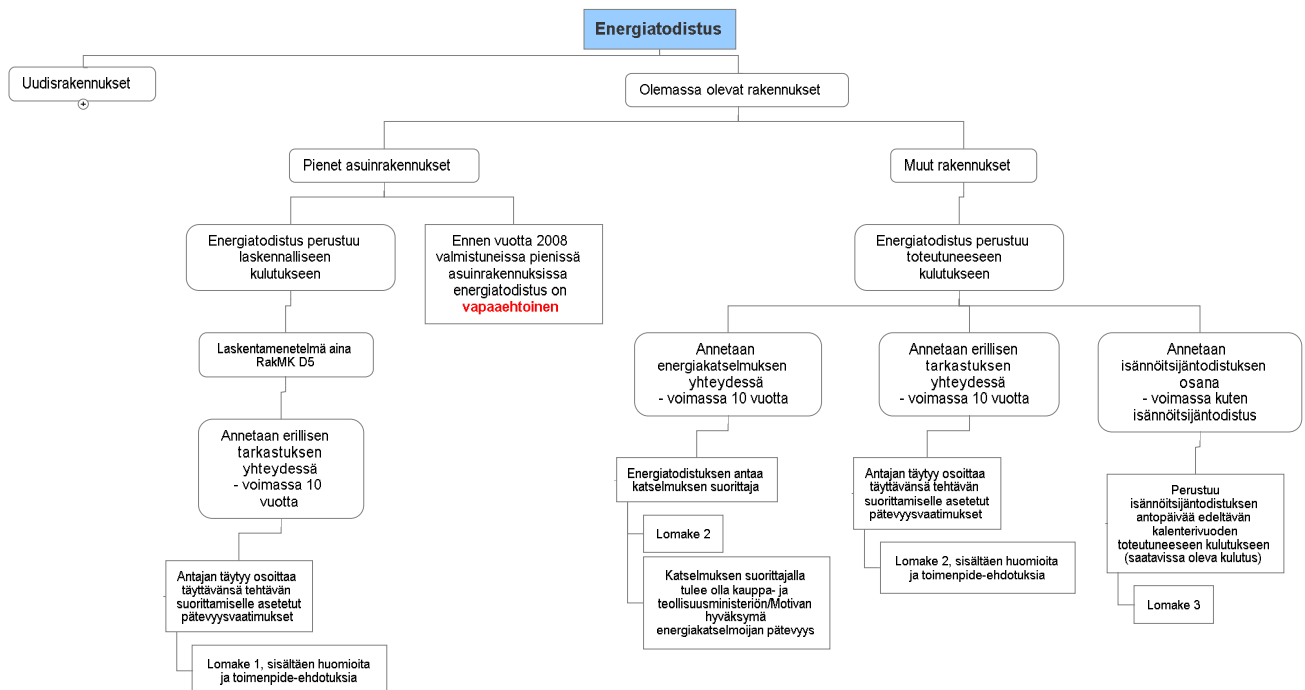 Energiatodistus
Uudisrakennukset
Olemassa olevat rakennukset
Pienet asuinrakennukset
Muut rakennukset
Energiatodistus perustuu
laskennalliseen
kulutukseen
Ennen vuotta 2008
valmistuneissa pienissä
asuinrakennuksissa
energiatodistus on
vapaaehtoinen
Energiatodistus perustuu
toteutuneeseen
kulutukseen
Laskentamenetelmä aina
RakMK D5
Annetaan erillisen
tarkastuksen
yhteydessä
- voimassa 10
vuotta
Antajan täytyy osoittaa
täyttävänsä tehtävän
suorittamiselle asetetut
pätevyysvaatimukset
Lomake 1, sisältäen huomioita
ja toimenpide-ehdotuksia
Annetaan
energiakatselmuksen
yhteydessä
- voimassa 10 vuotta
Energiatodistuksen antaa
katselmuksen suorittaja
Lomake 2
Katselmuksen suorittajalla
tulee olla kauppa- ja
teollisuusministeriön/Motivan
hyväksymä
energiakatselmoijan pätevyys
Annetaan erillisen
tarkastuksen
yhteydessä
- voimassa 10 vuotta
Antajan täytyy osoittaa
täyttävänsä tehtävän
suorittamiselle asetetut
pätevyysvaatimukset
Lomake 2, sisältäen huomioita
ja toimenpide-ehdotuksia
Annetaan
isännöitsijäntodistuksen
osana
- voimassa kuten
isännöitsijäntodistus
Perustuu
isännöitsijäntodistuksen
antopäivää edeltävän
kalenterivuoden
toteutuneeseen kulutukseen
(saatavissa oleva kulutus)
Lomake 3